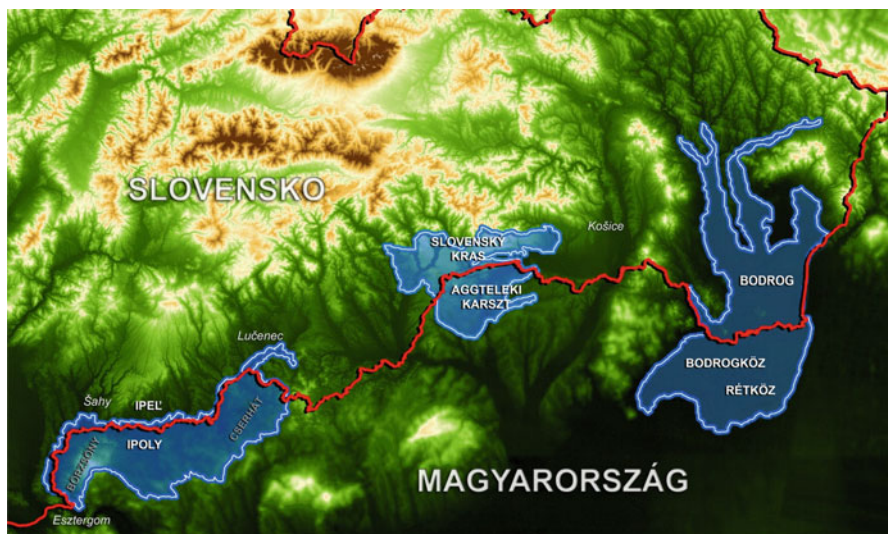 SLOVENSKO
SLOVENSKÝ
KRAS
Košice
AGGTELEKI
KARSZT
BODROG
Lučenec
BODROGKÖZ
RÉTKÖZ
Šahy
IPEĽ
CSERHÁT
IPOLY
BÖRZSÖNY
MAGYARORSZÁG
Esztergom